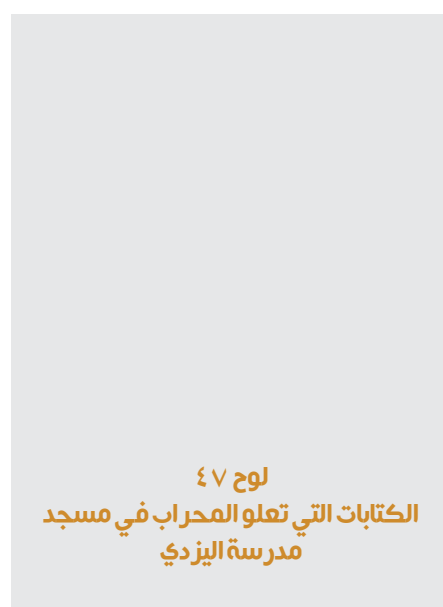 لوح ٤٧
الكتابات التي تعلو المحراب في مسجد
مدرسة اليزدي